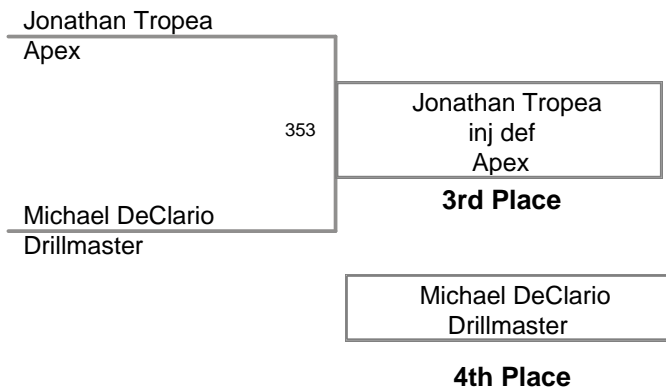 Jonathan Tropea
Apex
353
Jonathan Tropea
inj def
Apex
3rd Place
Michael DeClario
Drillmaster
Michael DeClario
Drillmaster
4th Place